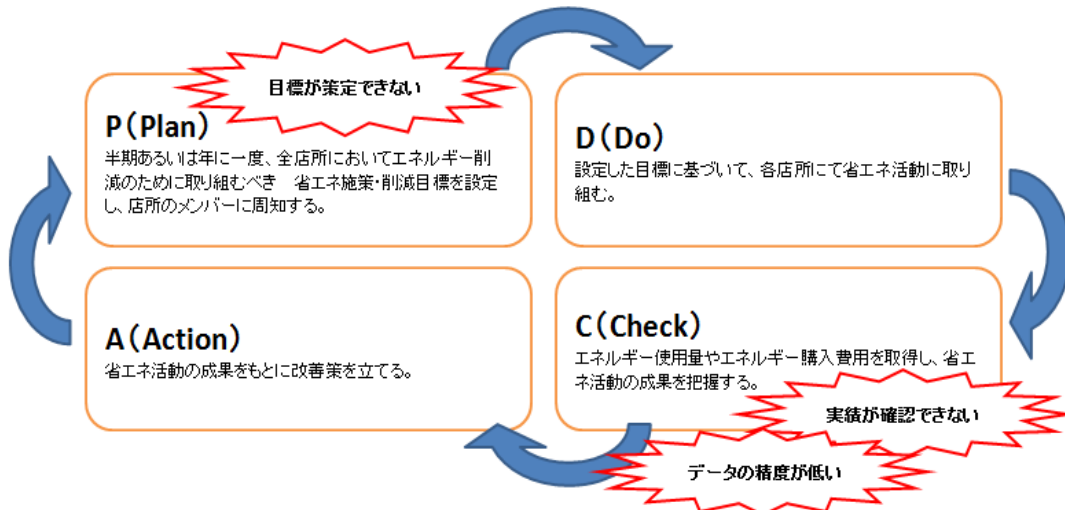 目標が策定できない
P(Plan)
半期あるいは年に一度、全店所においてエネルギー削
減のために取り組むべき　省エネ施策・削減目標を設定
し、店所のメンバーに周知する。
D(Do)
設定した目標に基づいて、各店所にて省エネ活動に取り
組む。
A(Action)
省エネ活動の成果をもとに改善策を立てる。
C(Check)
エネルギー使用量やエネルギー購入費用を取得し、省エ
ネ活動の成果を把握する。
実績が確認できない
データの精度が低い